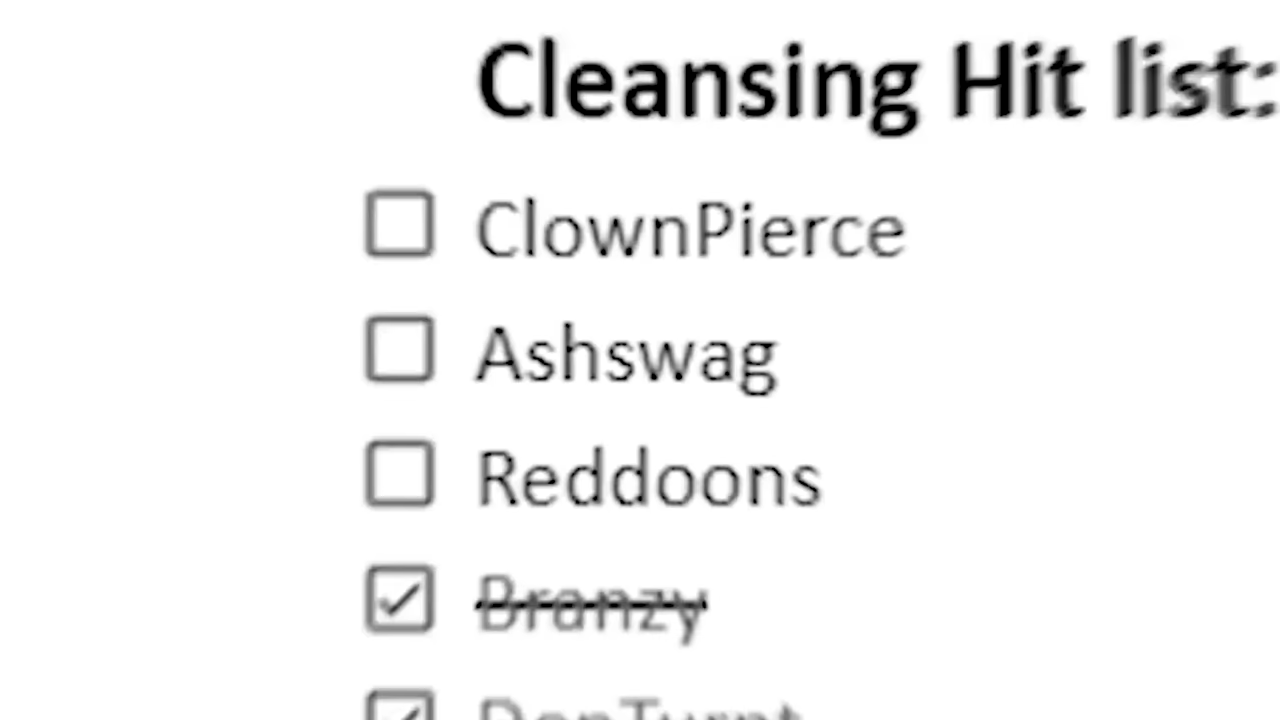 Cleansing Hit list:
ClownPierce
Ashswag
Reddoons
Branzy